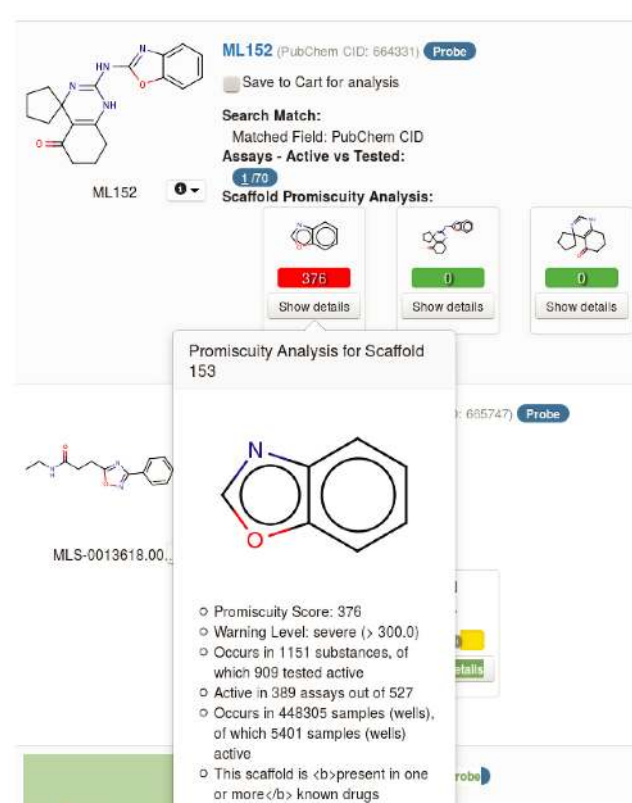 ML152 (PubChem CID: 664331) Probe
Save to Cart for analysis
Search Match:
Matched Field: PubChem CID
Assays - Active vs Tested:
1/70
Scaffold Promiscuity Analysis:
HN
N
O
N
NH
O
ML152
376
0
0
Show details
Show details
Show details
Promiscuity Analysis for Scaffold
153
: 665747) Probe
N
O
MLS-0013618.00...
Promiscuity Score: 376
Warning Level: severe (> 300.0)
Occurs in 1151 substances, of
which 909 tested active
Active in 389 assays out of 527
Occurs in 448305 samples (wells),
of which 5401 samples (wells)
active
This scaffold is <b>present in one
or more</b> known drugs
etails
robe